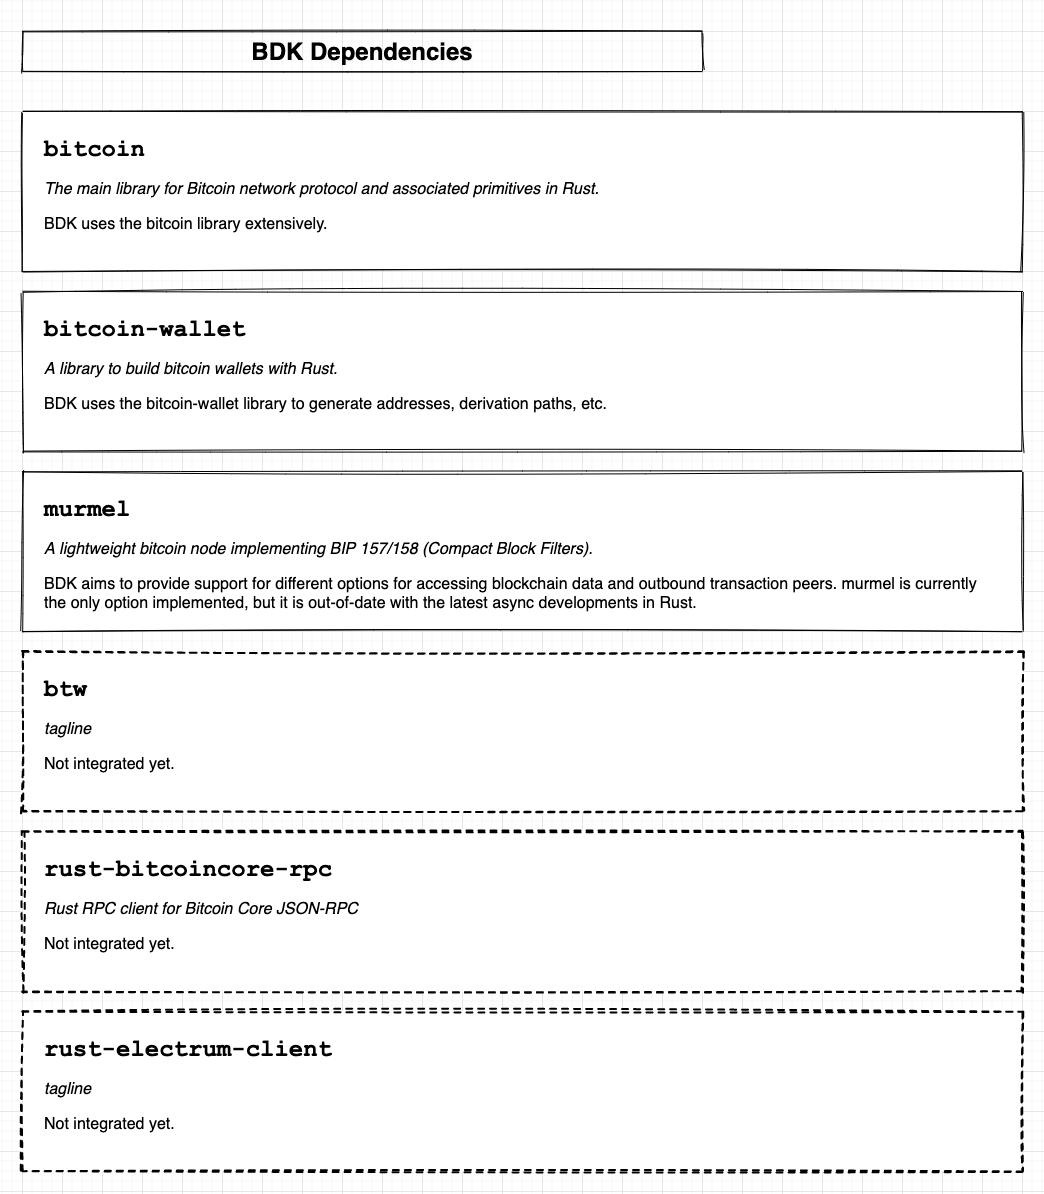 BDK Dependencies
bitcoin
The main library for Bitcoin network protocol and associated primitives in Rust.
BDK uses the bitcoin library extensively.
bitcoin-wallet
A library to build bitcoin wallets with Rust.
BDK uses the bitcoin-wallet library to generate addresses, derivation paths, etc.
murmel
A lightweight bitcoin node implementing BIP 157/158 (Compact Block Filters).
BDK aims to provide support for different options for accessing blockchain data and outbound transaction peers. murmel is currently
the only option implemented, but it is out-of-date with the latest async developments in Rust.
btw
tagline
Not integrated yet.
rust-bitcoincore-rpc
Rust RPC client for Bitcoin Core JSON-RPC
Not integrated yet.
rust-electrum-client
tagline
Not integrated yet.